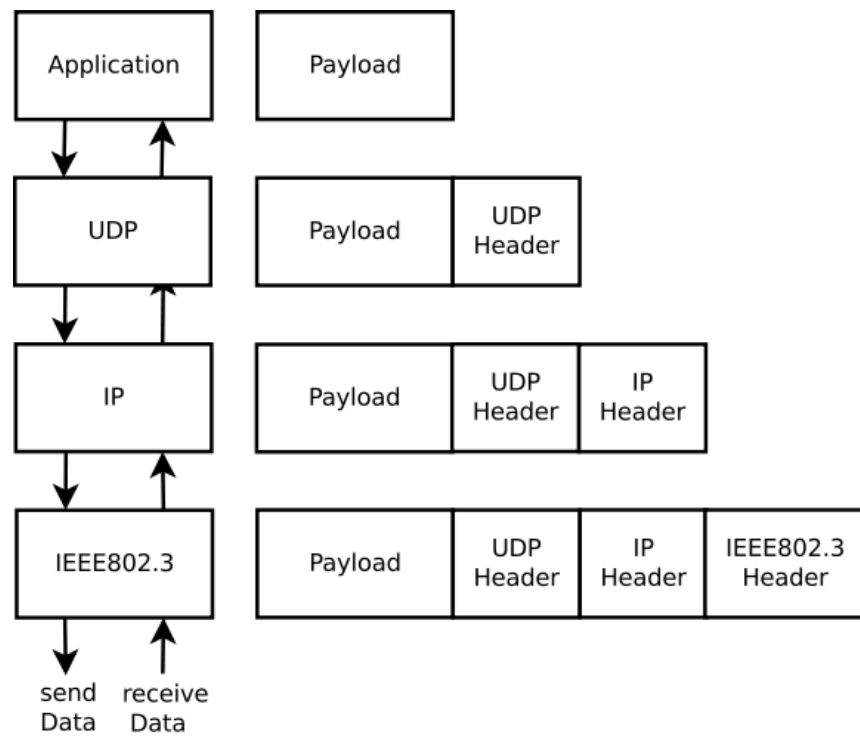 Application
Payload
UDP
Payload
UDP
Header
IP
Payload
UDP
Header
IP
Header
IEEE802.3
Payload
UDP
Header
IP
Header
IEEE802.3
Header
send
Data
receive
Data